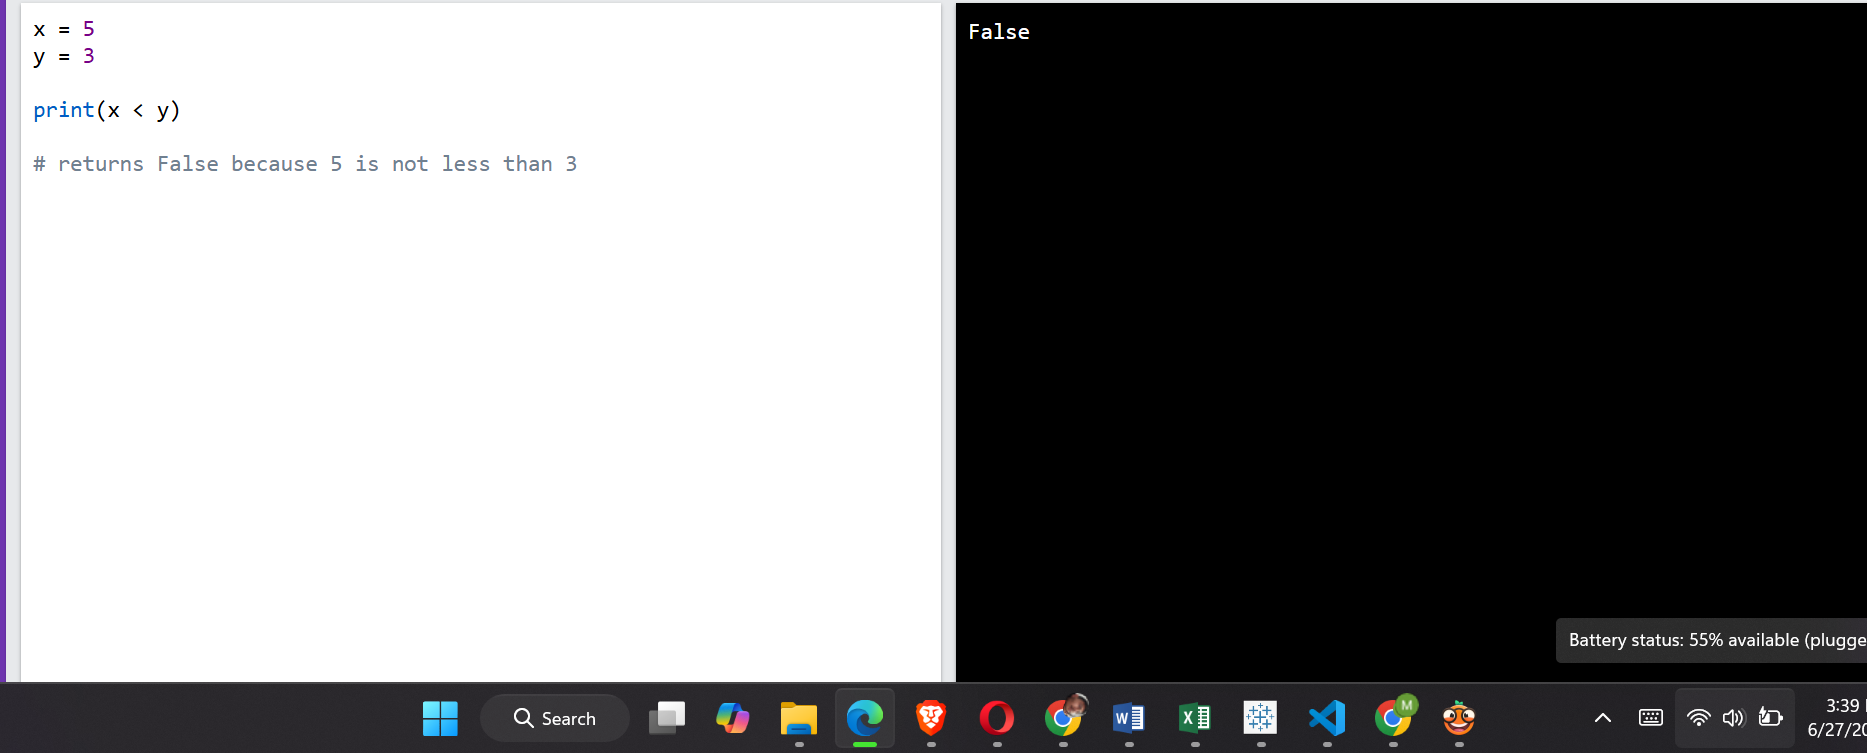 x = 5
y = 3
print(x < y)
# returns False because 5 is not less than 3
False
Battery status: 55% available (plugge
Search
W
X
M
3:39
6/27/20